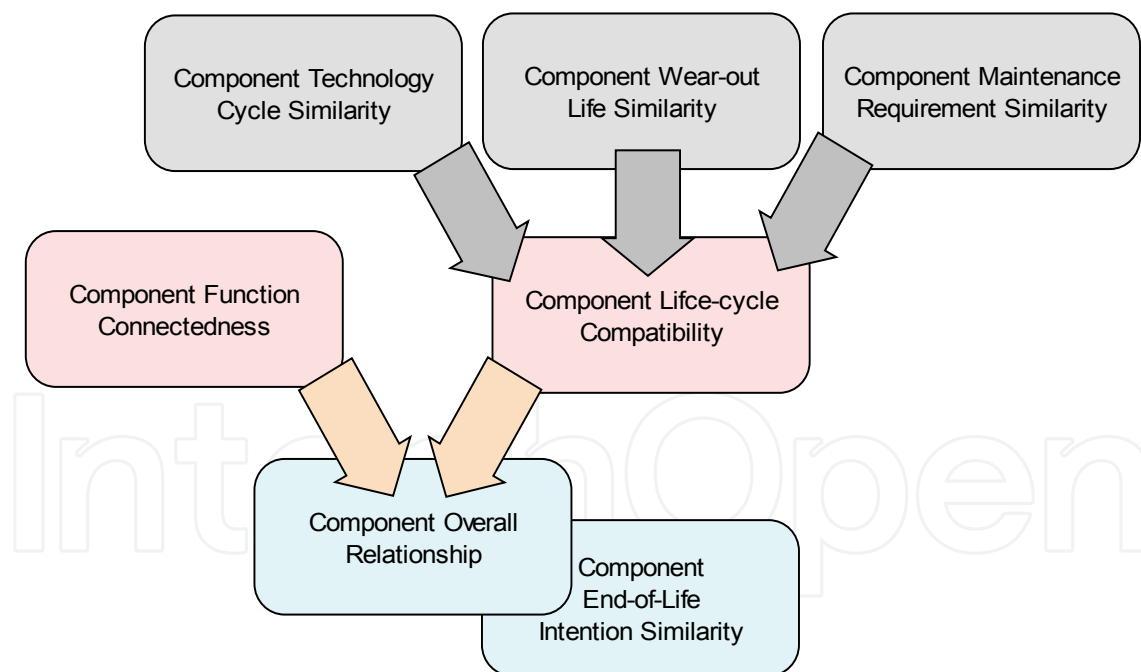 Component Technology
Cycle Similarity
Component Wear-out
Life Similarity
Component Maintenance
Requirement Similarity
Component Function
Connectedness
Component Lifce-cycle
Compatibility
Component Overall
Relationship
Component
End-of-Life
Intention Similarity
IntechOpen